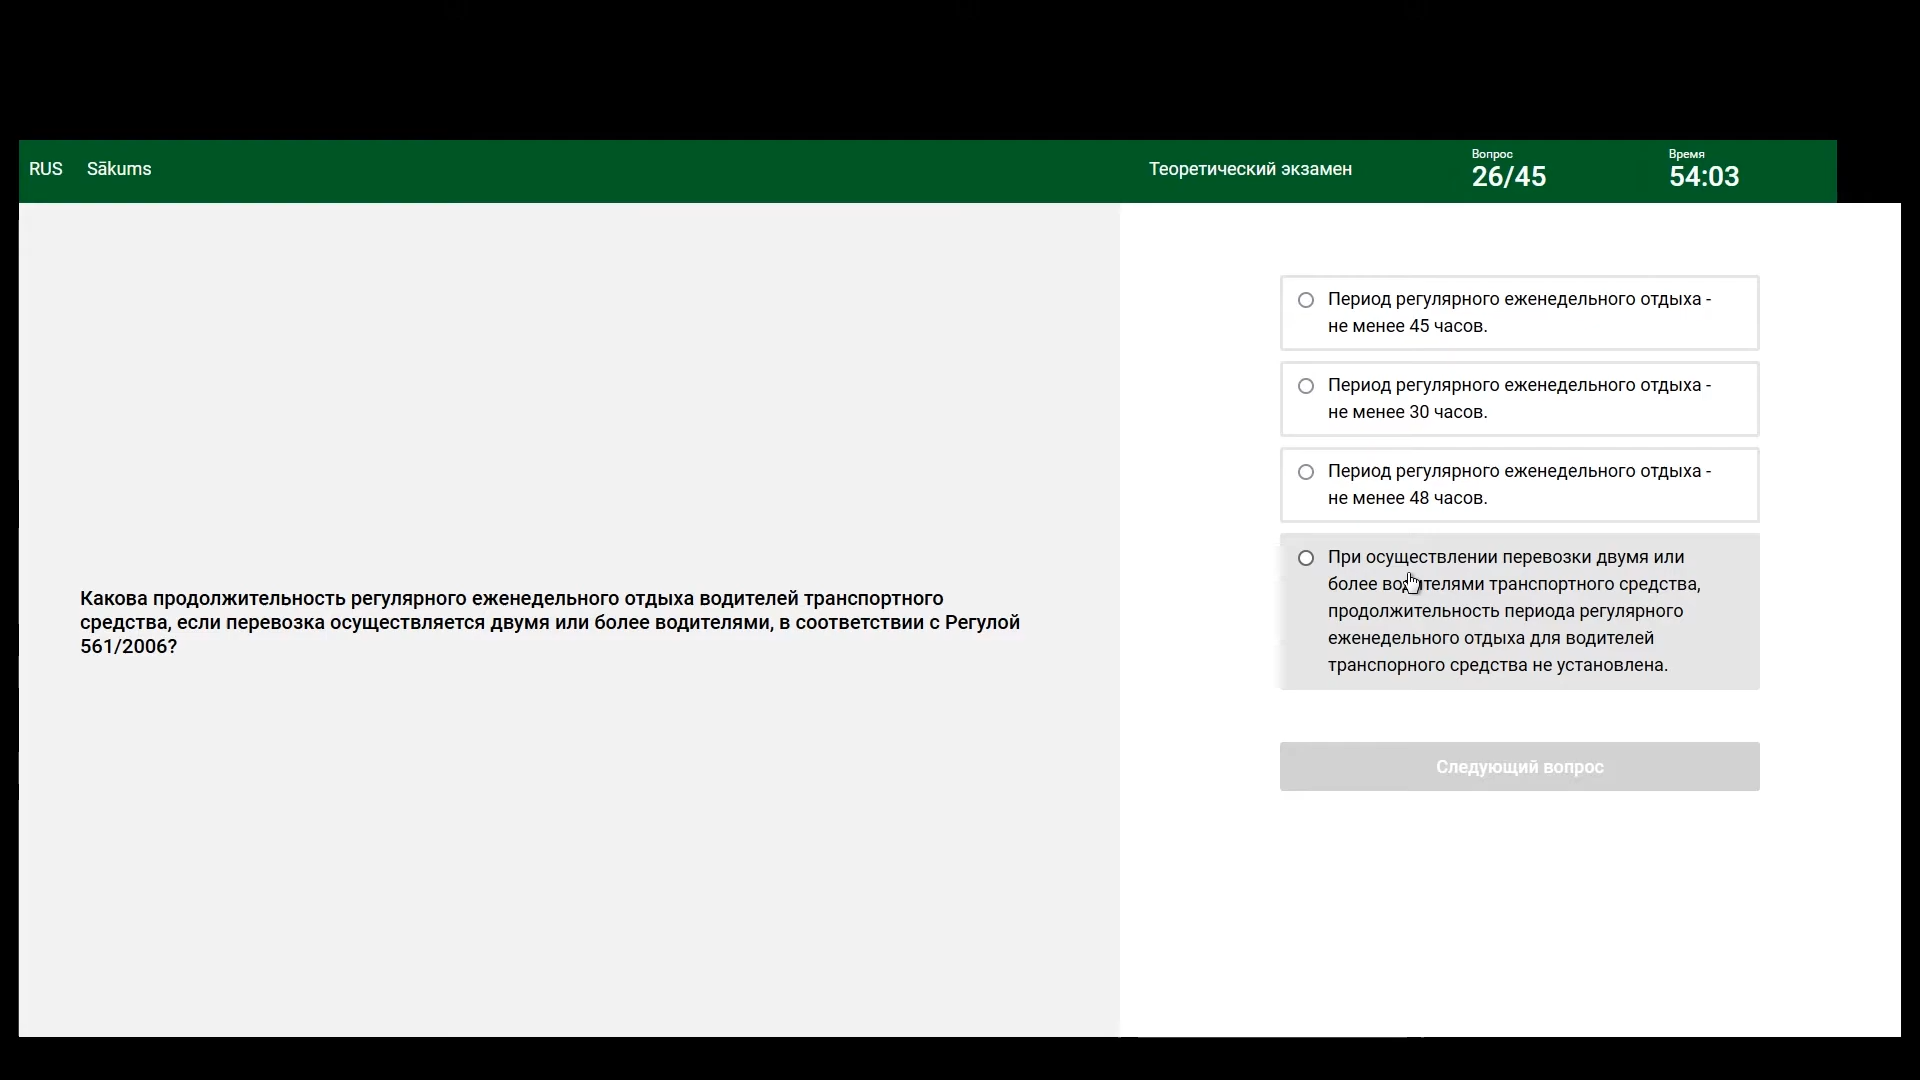 RUS Sākums Теоретический экзамен
Вопрос
26/45
Время
54:03
Какова продолжительность регулярного еженедельного отдыха водителей транспортного
средства, если перевозка осуществляется двумя или более водителями, в соответствии с Регулой
561/2006?
Период регулярного еженедельного отдыха -
не менее 45 часов.
Период регулярного еженедельного отдыха -
не менее 30 часов.
Период регулярного еженедельного отдыха -
не менее 48 часов.
При осуществлении перевозки двумя или
более водителями транспортного средства,
продолжительность периода регулярного
еженедельного отдыха для водителей
транспорного средства не установлена.
Следующий вопрос